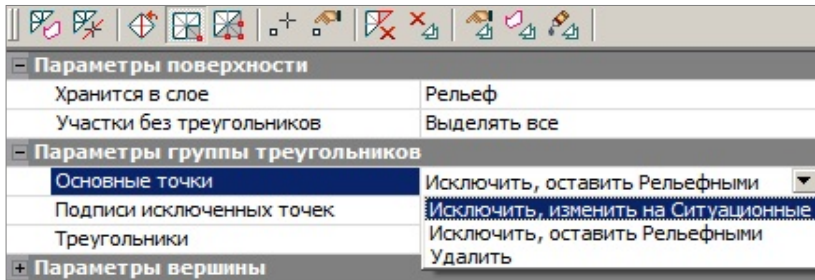 Параметры поверхности
Хранится в слое Рельеф
Участки без треугольников Выделять все
Параметры группы треугольников
Основные точки Исключить, оставить Рельефными
Подписи исключенных точек Исключить, изменить на Ситуационные
Треугольники Исключить, оставить Рельефными
Удалить
Параметры вершины